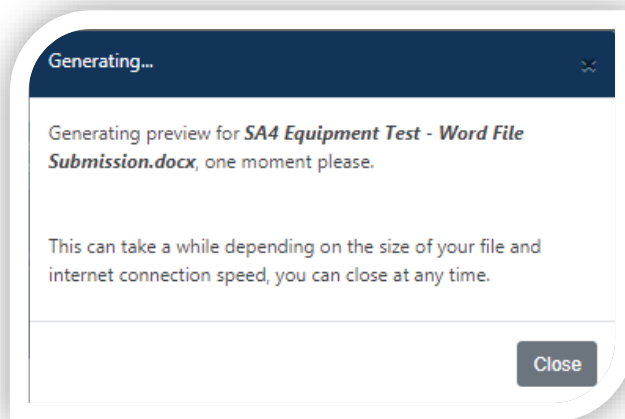 Generating...
Generating preview for SA4 Equipment Test - Word File
Submission.docx, one moment please.
This can take a while depending on the size of your file and
internet connection speed, you can close at any time.
Close